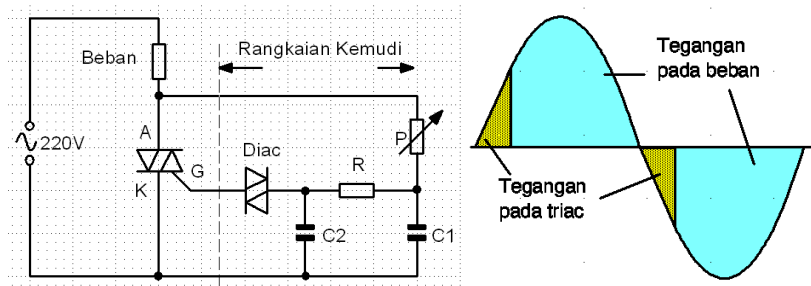 Rangkaian Kemudi
Beban
220V
A
K
G
Diac
R
P
C2
C1
Tegangan
pada beban
Tegangan
pada triac